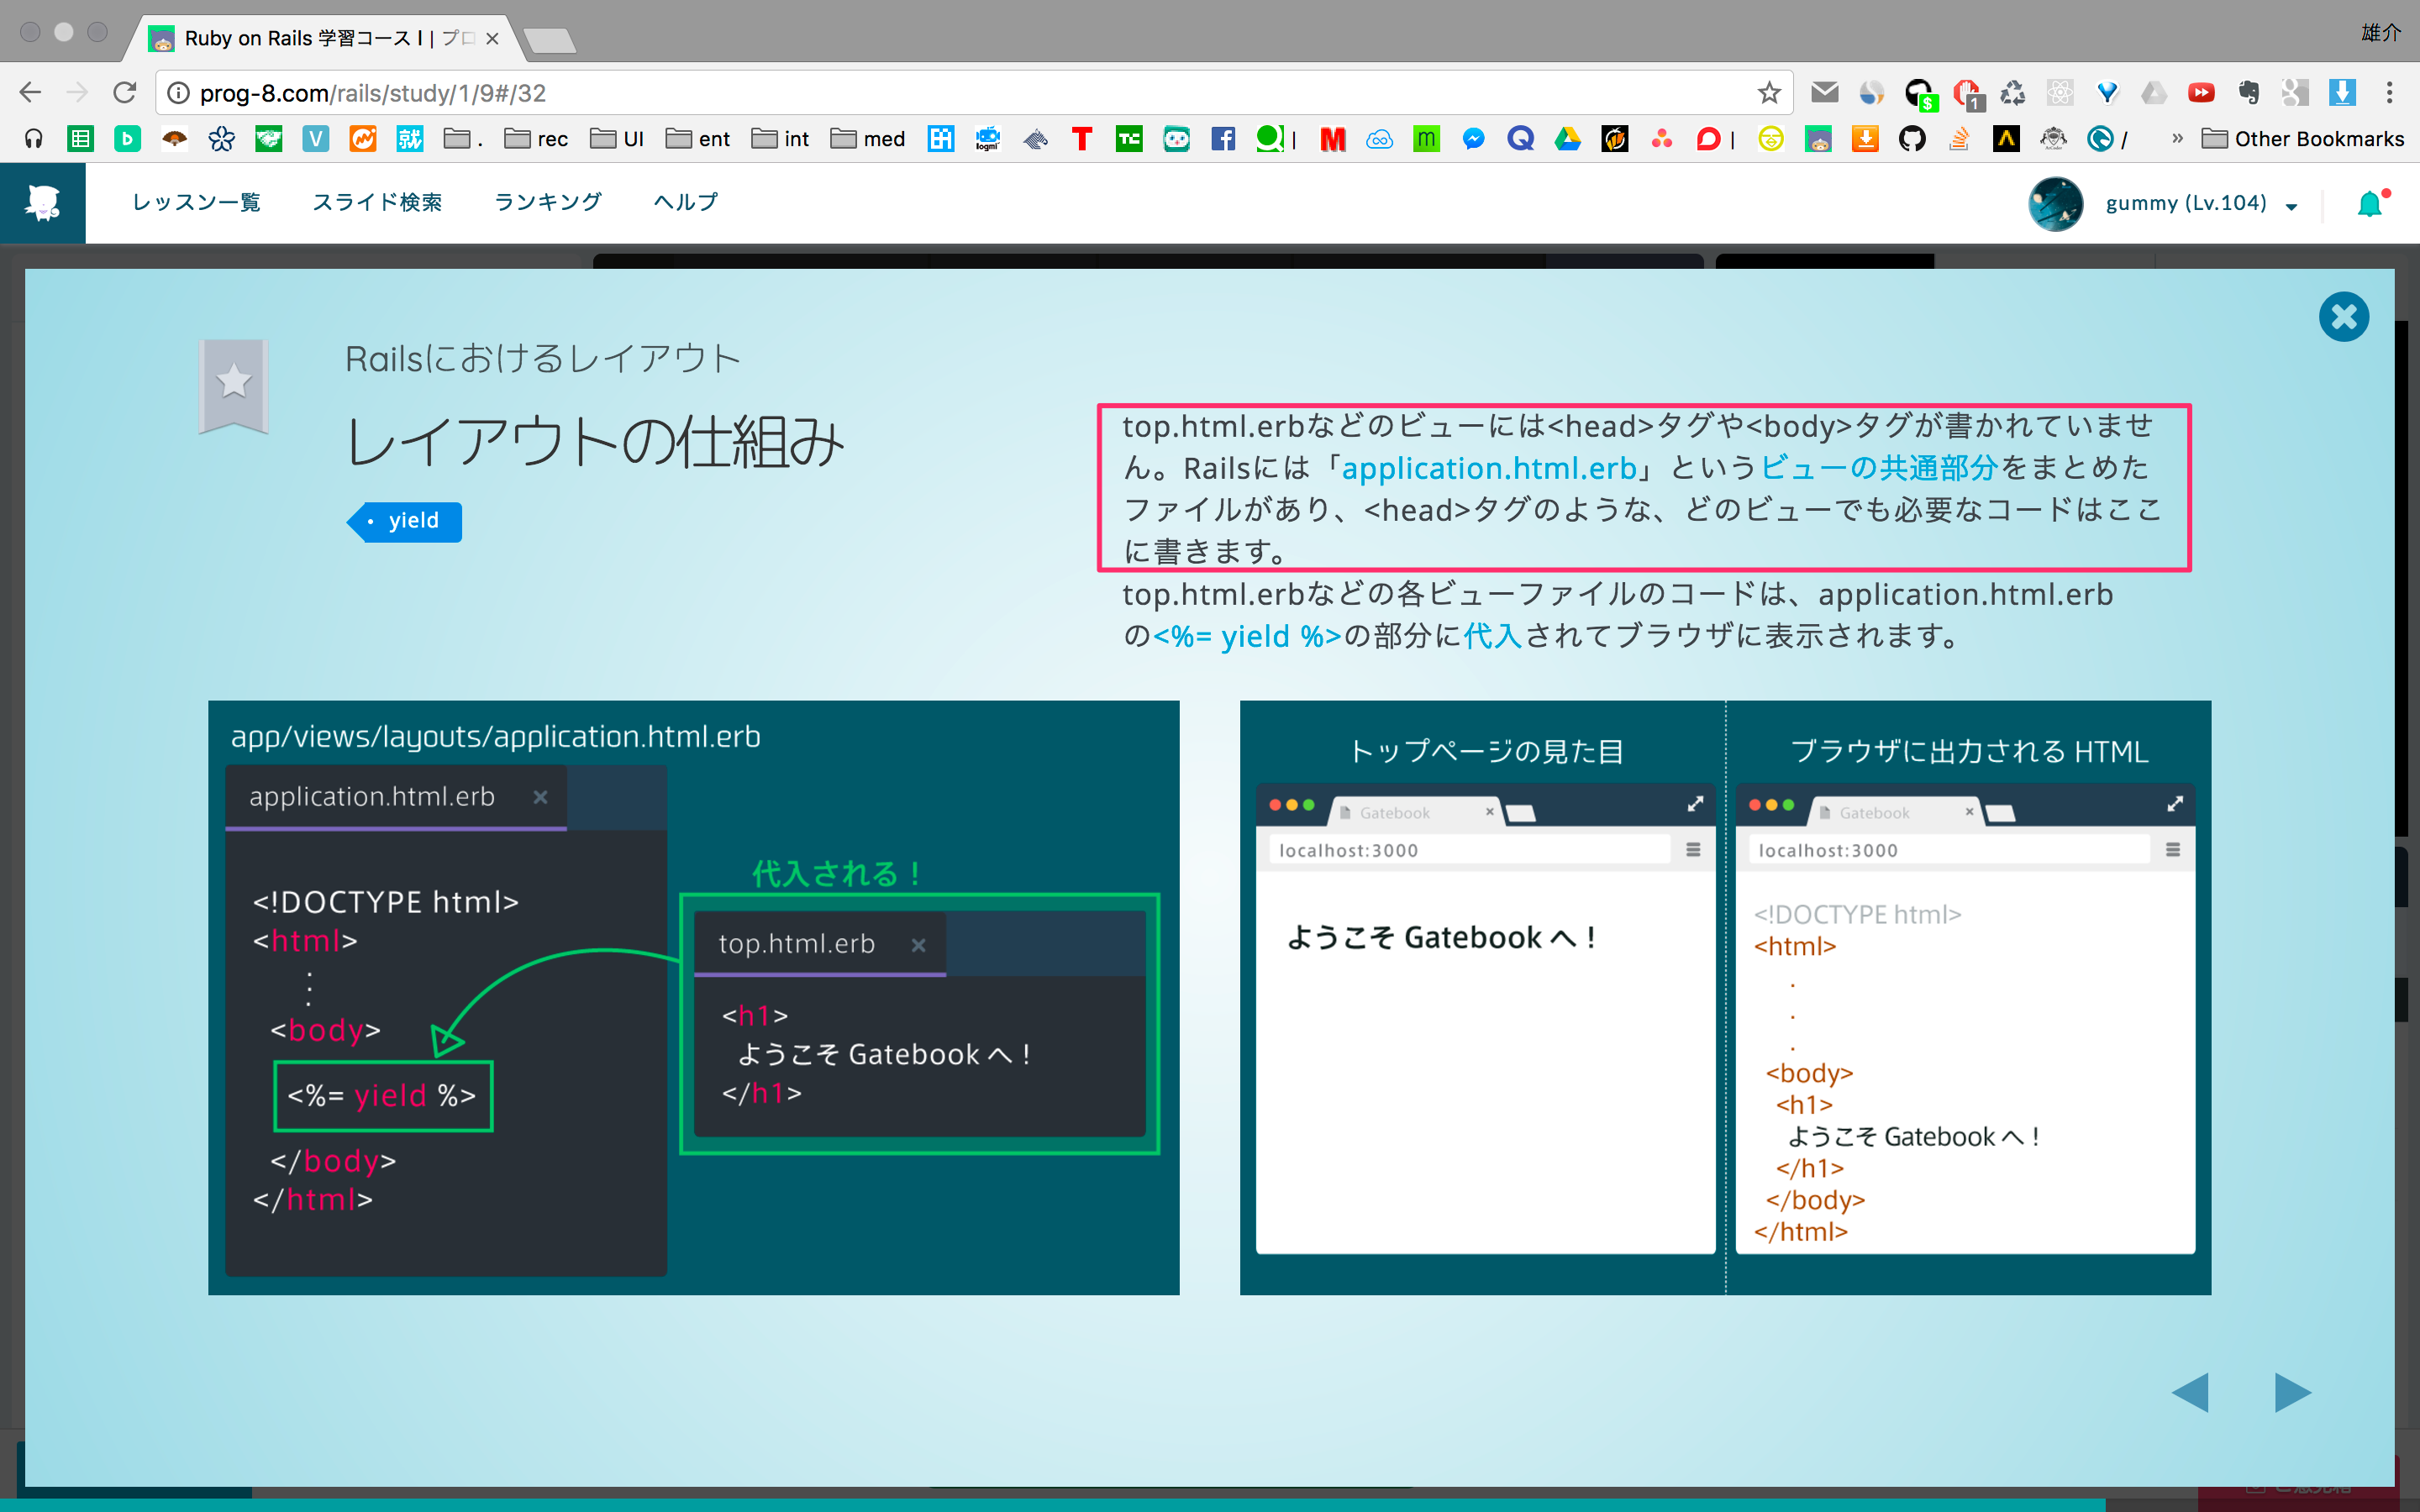 Ruby on Rails 学習コース I | プロ
雄介
prog-8.com/rails/study/1/9#/32
.
rec
UI
ent
int
med
Other Bookmarks
レッスン一覧
スライド検索
ランキング
ヘルプ
gummy (Lv.104)
Railsにおけるレイアウト
レイアウトの仕組み
yield
top.html.erbなどのビューには<head>タグや<body>タグが書かれていませ
ん。Railsには「application.html.erb」というビューの共通部分をまとめた
ファイルがあり、<head>タグのような、どのビューでも必要なコードはここ
に書きます。
top.html.erbなどの各ビューファイルのコードは、application.html.erb
の<%= yield %>の部分に代入されてブラウザに表示されます。
app/views/layouts/application.html.erb
application.html.erb
<!DOCTYPE html>
<html>
<body>
<%= yield %>
</body>
</html>
代入される！
top.html.erb
<h1>
ようこそ Gatebook へ！
</h1>
トップページの見た目
Gatebook
localhost:3000
ようこそ Gatebook へ！
ブラウザに出力される HTML
Gatebook
localhost:3000
<!DOCTYPE html>
<html>
.
.
.
<body>
<h1>
ようこそ Gatebook へ！
</h1>
</body>
</html>